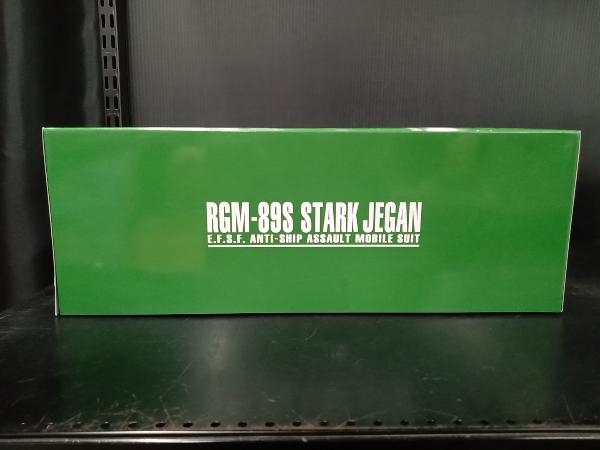 RGM-89S STARK JEGAN
E.F.S.F. ANTI-SHIP ASSAULT MOBILE SUIT